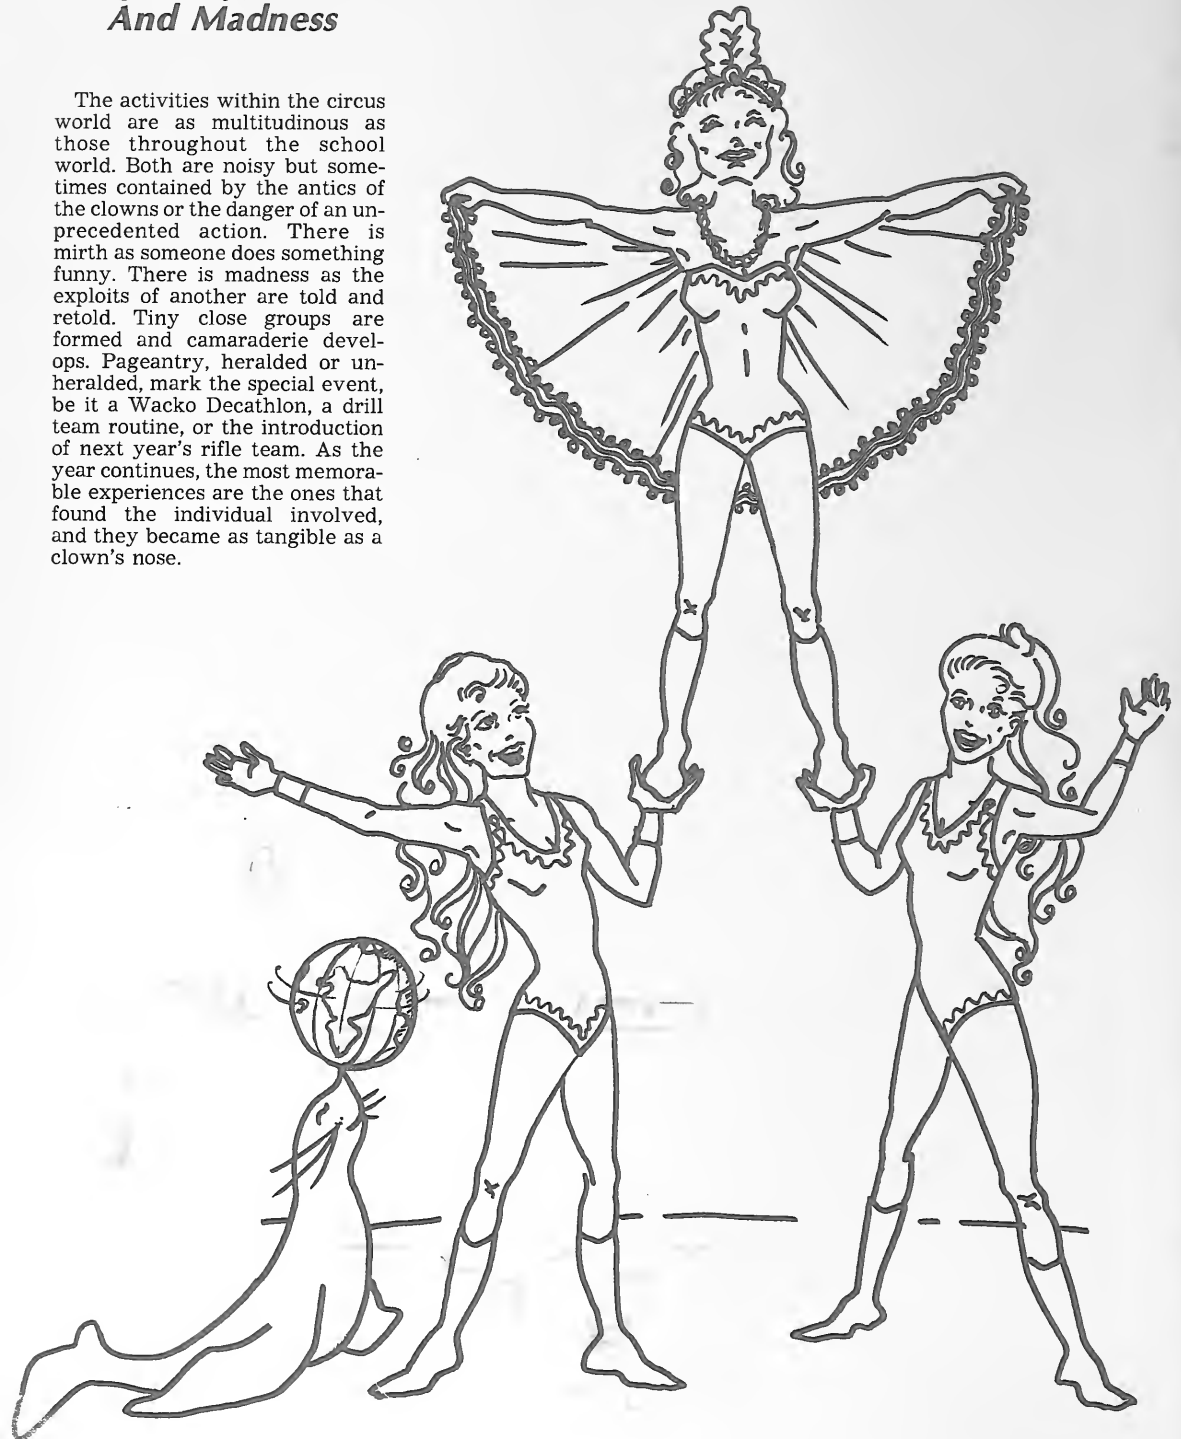 And Madness
The activities within the circus
world are as multitudinous as
those throughout the school
world. Both are noisy but some-
times contained by the antics of
the clowns or the danger of an un-
precedented action. There is
mirth as someone does something
funny. There is madness as the
exploits of another are told and
retold. Tiny close groups are
formed and camaraderie devel-
ops. Pageantry, heralded or un-
heralded, mark the special event,
be it a Wacko Decathlon, a drill
team routine, or the introduction
of next year's rifle team. As the
year continues, the most memora-
ble experiences are the ones that
found the individual involved,
and they became as tangible as a
clown's nose.